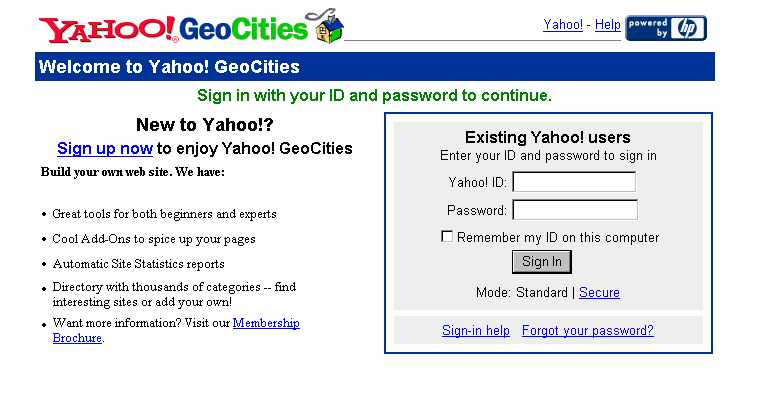 YAHOO! GeoCities
Yahoo! - Help
powered by hp
Welcome to Yahoo! GeoCities
Sign in with your ID and password to continue.
New to Yahoo!?
Sign up now to enjoy Yahoo! GeoCities
Build your own web site. We have:
• Great tools for both beginners and experts
• Cool Add-Ons to spice up your pages
• Automatic Site Statistics reports
• Directory with thousands of categories -- find
interesting sites or add your own!
• Want more information? Visit our Membership
Brochure.
Existing Yahoo! users
Enter your ID and password to sign in
Yahoo! ID:
Password:
Remember my ID on this computer
Sign In
Mode: Standard | Secure
Sign-in help Forgot your password?